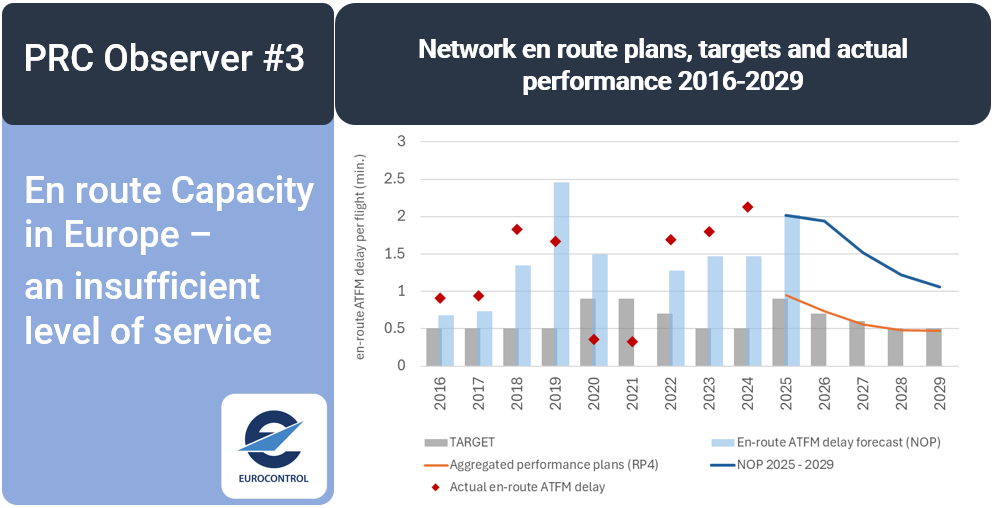 PRC Observer #3
En route Capacity
in Europe –
an insufficient
level of service
EUROCONTROL
Network en route plans, targets and actual
performance 2016-2029
en-route ATFM delay per flight (min.)
3
2.5
2
1.5
1
0.5
0
2016
2017
2018
2019
2020
2021
2022
2023
2024
2025
2026
2027
2028
2029
TARGET
En-route ATFM delay forecast (NOP)
Aggregated performance plans (RP4)
NOP 2025 - 2029
Actual en-route ATFM delay